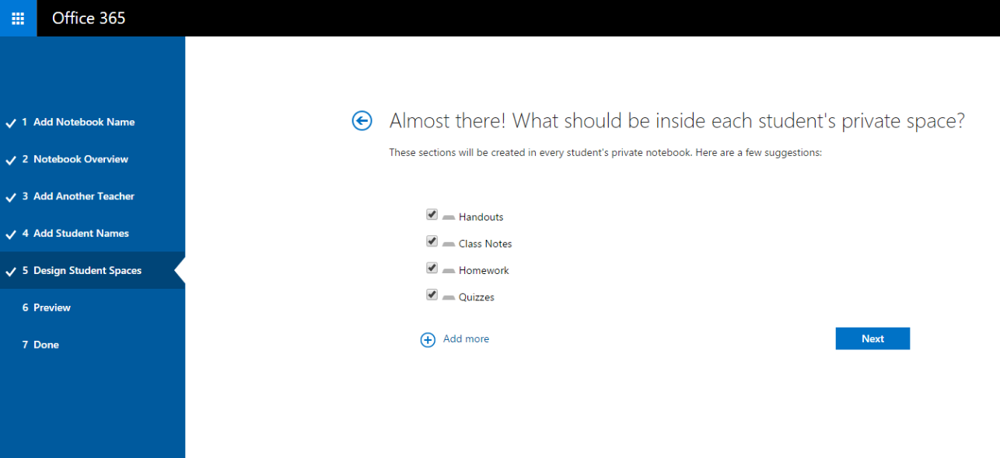 Office 365
1 Add Notebook Name
2 Notebook Overview
3 Add Another Teacher
4 Add Student Names
5 Design Student Spaces
6 Preview
7 Done
Almost there! What should be inside each student's private space?
These sections will be created in every student's private notebook. Here are a few suggestions:
Handouts
Class Notes
Homework
Quizzes
Add more
Next